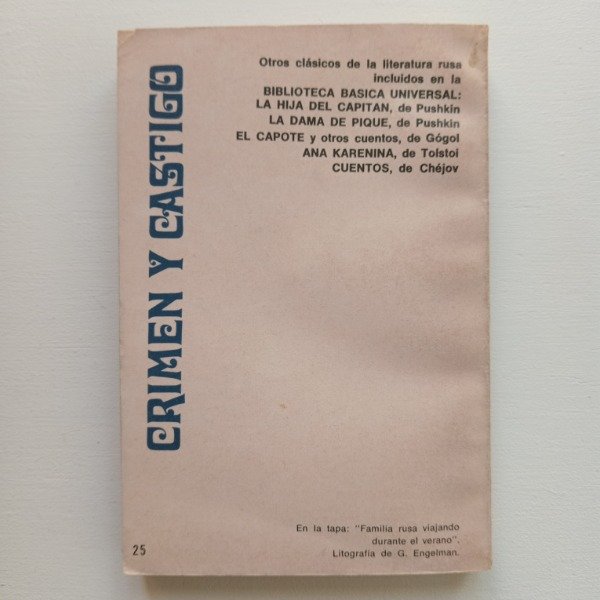 CRIMEN Y CASTIGO
Otros clásicos de la literatura rusa
incluidos en la
BIBLIOTECA BASICA UNIVERSAL:
LA HIJA DEL CAPITAN, de Pushkin
LA DAMA DE PIQUE, de Pushkin
EL CAPOTE y otros cuentos, de Gógol
ANA KARENINA, de Tolstoi
CUENTOS, de Chéjov
En la tapa: "Familia rusa viajando
durante el verano".
Litografía de G. Engelman.
25